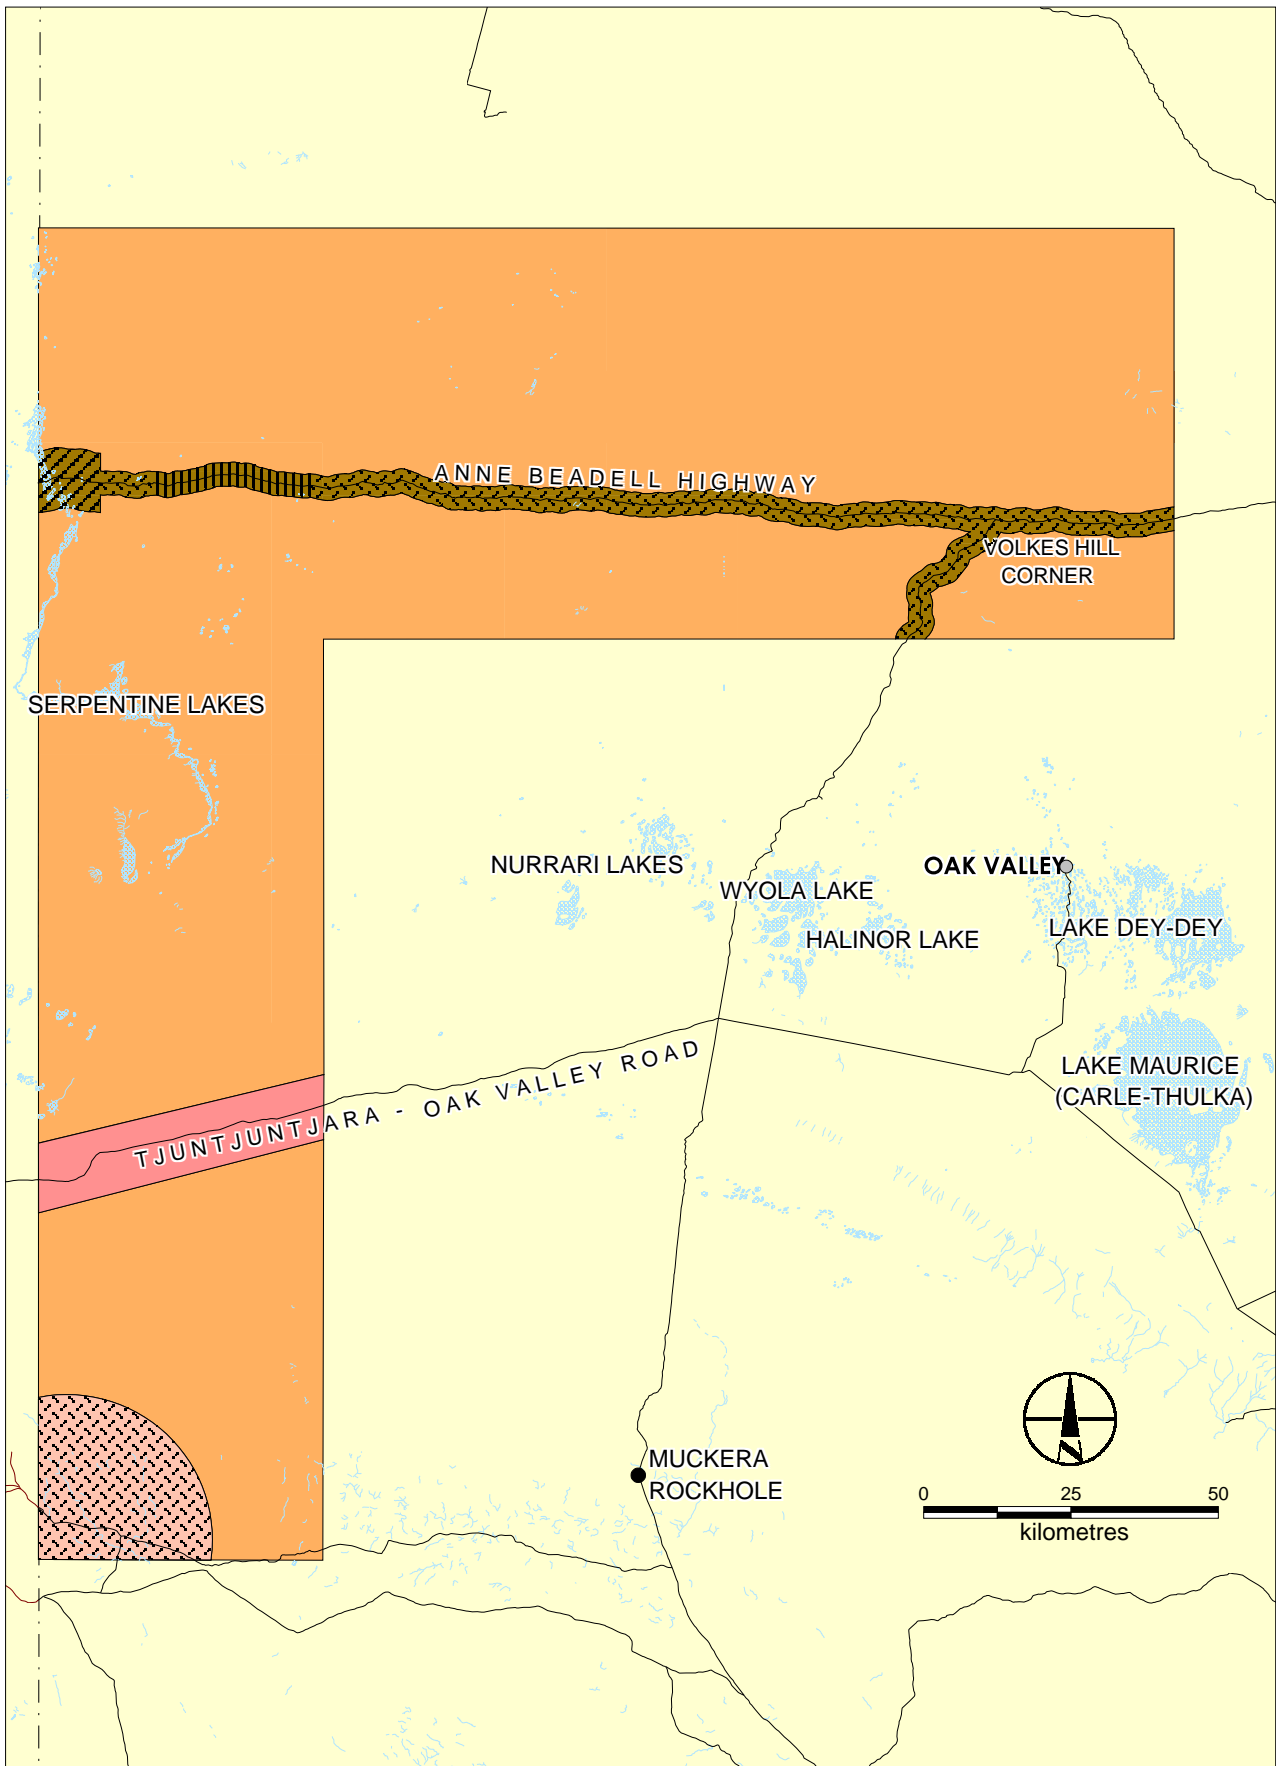 ANNE BEADELL HIGHWAY
VOLKES HILL
CORNER
SERPENTINE LAKES
NURRARI LAKES
OAK VALLEY
WYOLA LAKE
LAKE DEY-DEY
HALINOR LAKE
TJUNTJUNTJARA - OAK VALLEY ROAD
LAKE MAURICE
(CARLE-THULKA)
N
MUCKERA
ROCKHOLE
0 25 50
kilometres